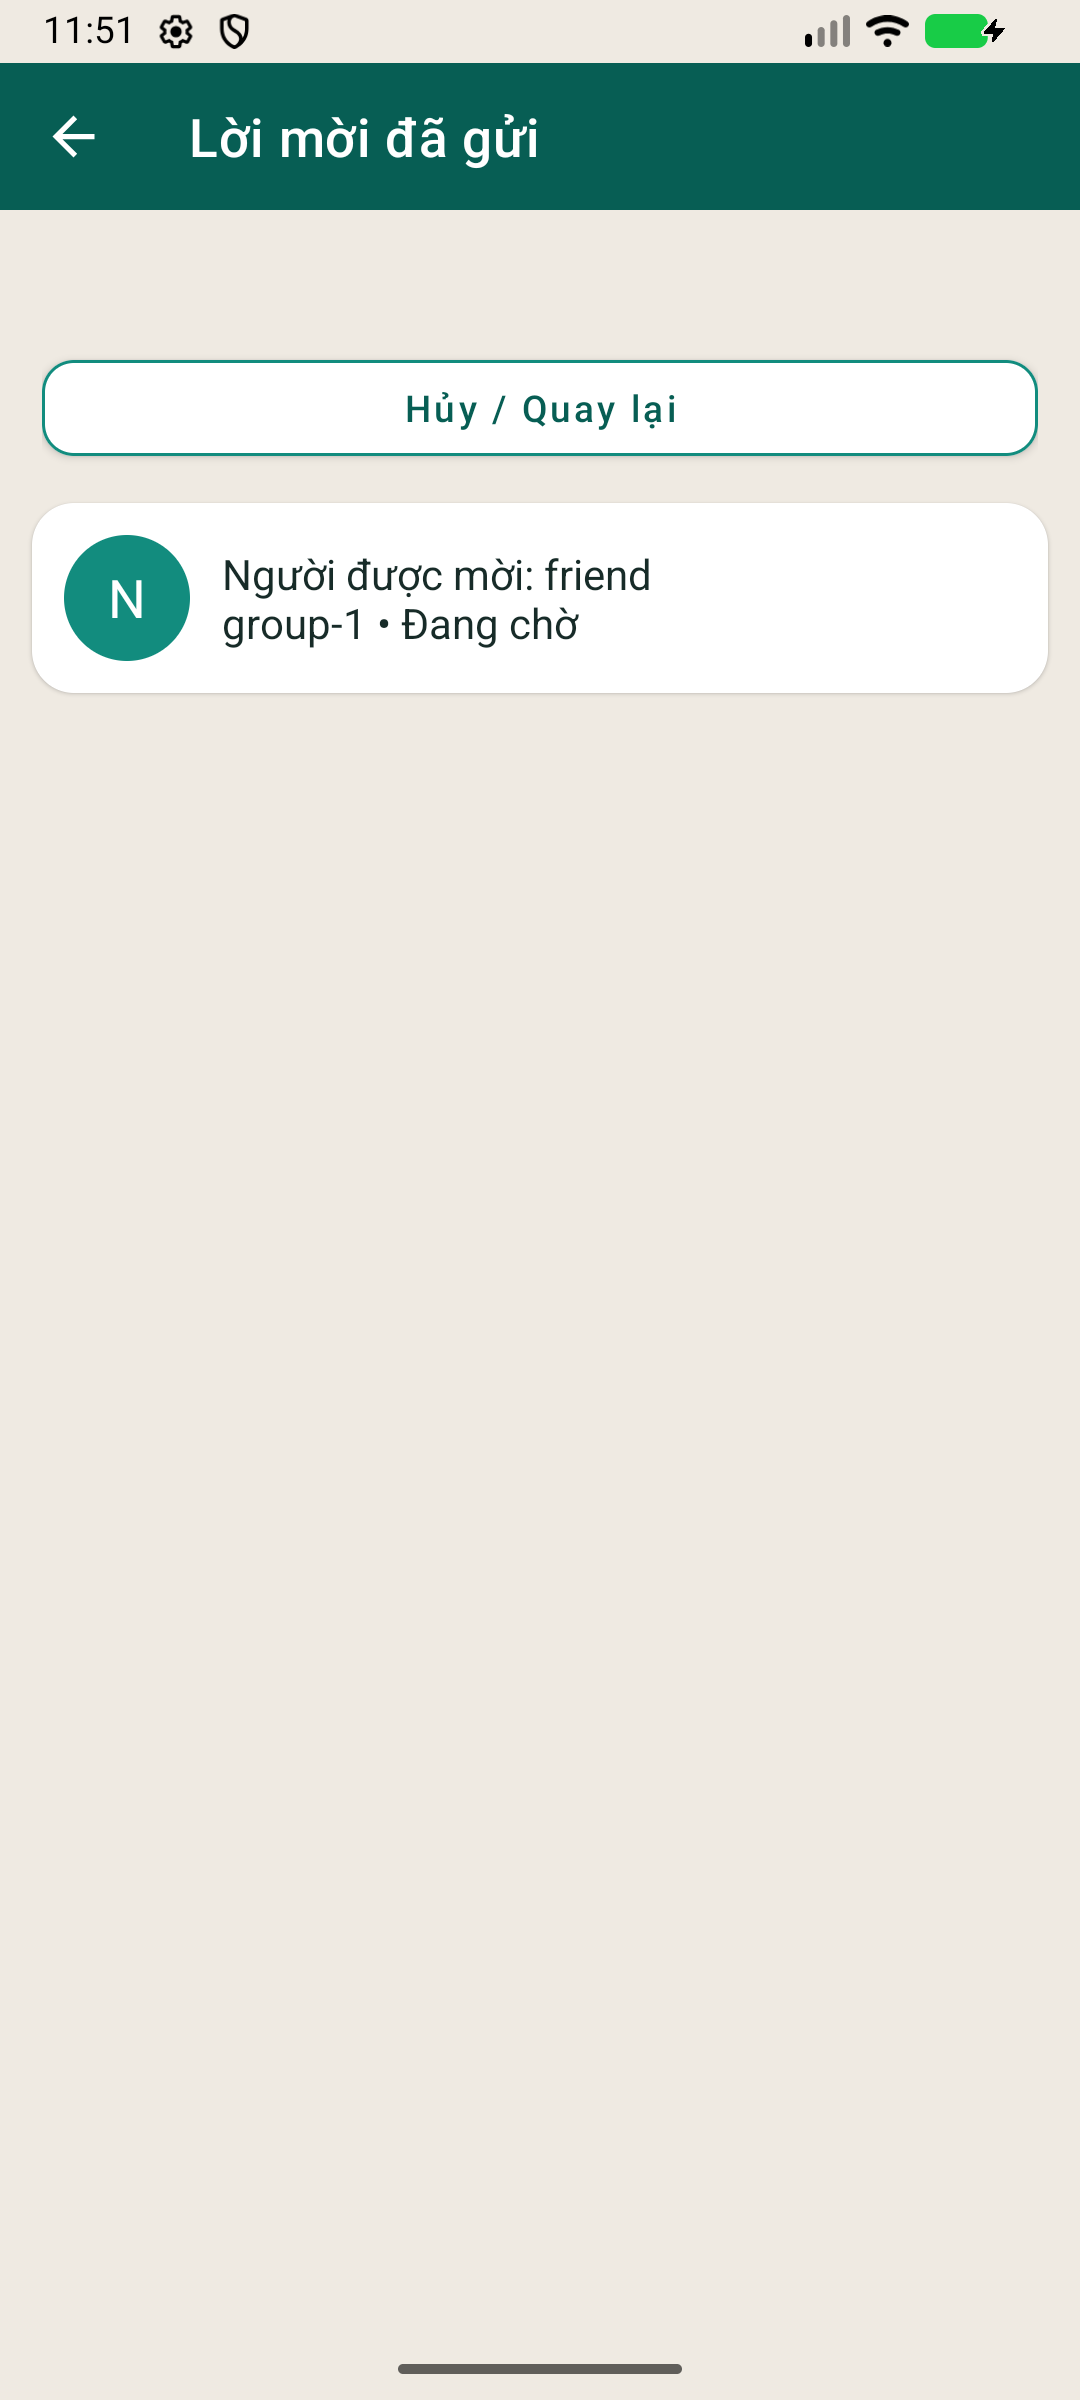 11:51
Lời mời đã gửi
Hủy / Quay lại
N
Người được mời: friend
group-1 • Đang chờ